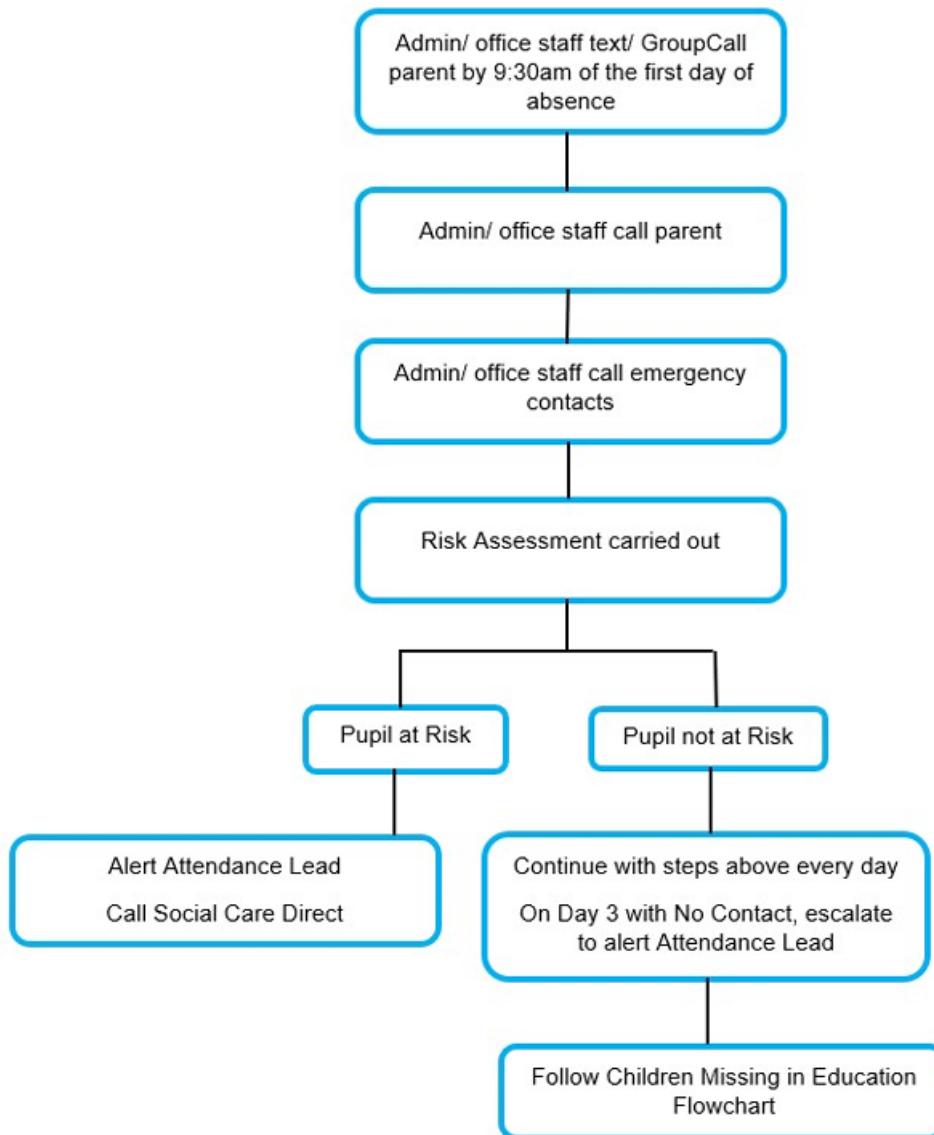 Admin/ office staff text/ GroupCall
parent by 9:30am of the first day of
absence
Admin/ office staff call parent
Admin/ office staff call emergency
contacts
Risk Assessment carried out
Pupil at Risk
Pupil not at Risk
Alert Attendance Lead
Call Social Care Direct
Continue with steps above every day
On Day 3 with No Contact, escalate
to alert Attendance Lead
Follow Children Missing in Education
Flowchart